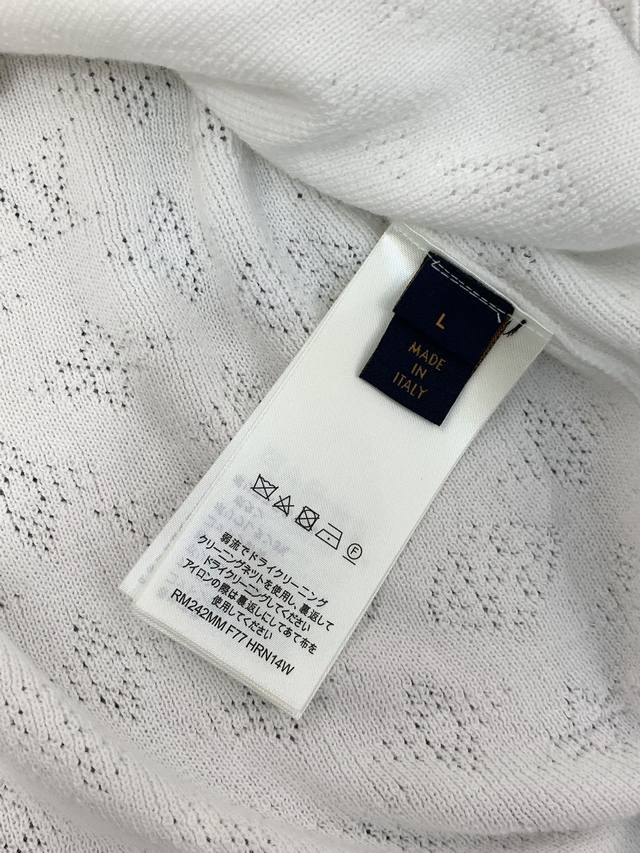 L
MADE
IN
ITALY
F
弱流でドライクリーニング
クリーニングネットを使用し、裏返して
ドライクリーニングしてください
アイロンの際は裏返しにしてあて布を
使用してください
RM242MM F77 HRN14W